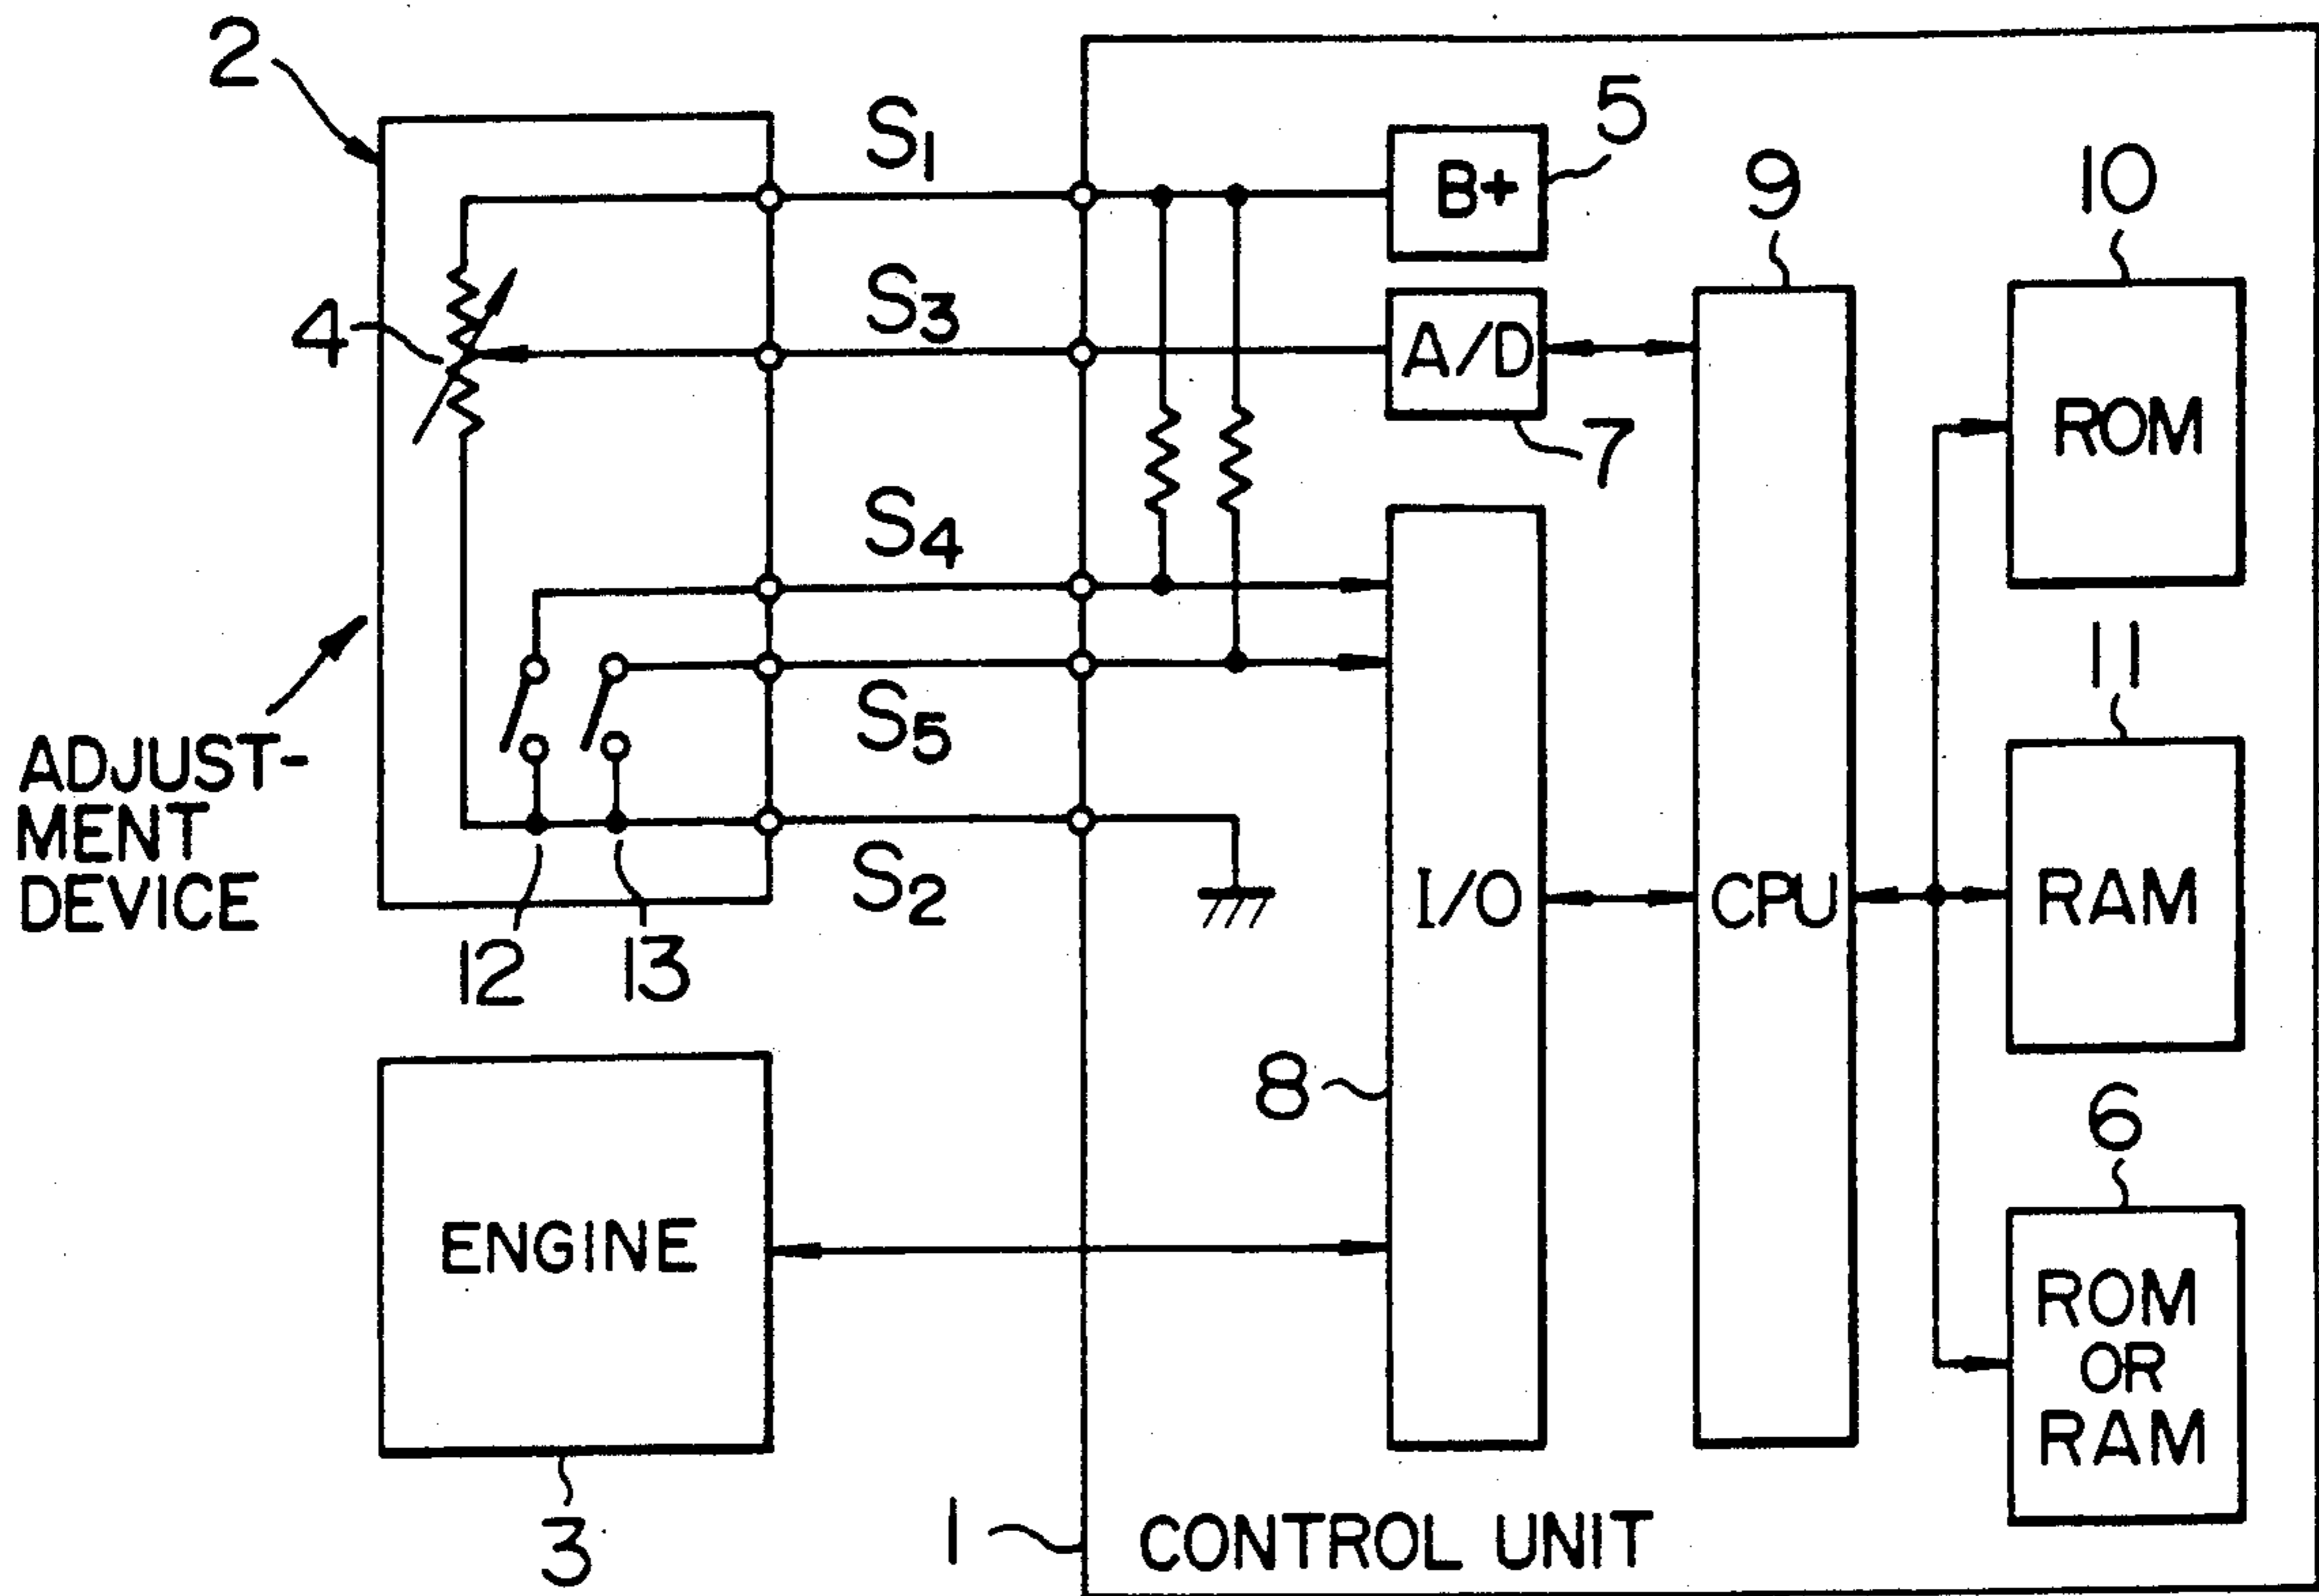 2
S1
5
B+
9
10
4
S3
A/D
7
ROM
S4
11
S5
ADJUST-
MENT
DEVICE
S2
I/O
CPU
RAM
12
13
8
6
ENGINE
ROM
OR
RAM
3
1
CONTROL UNIT